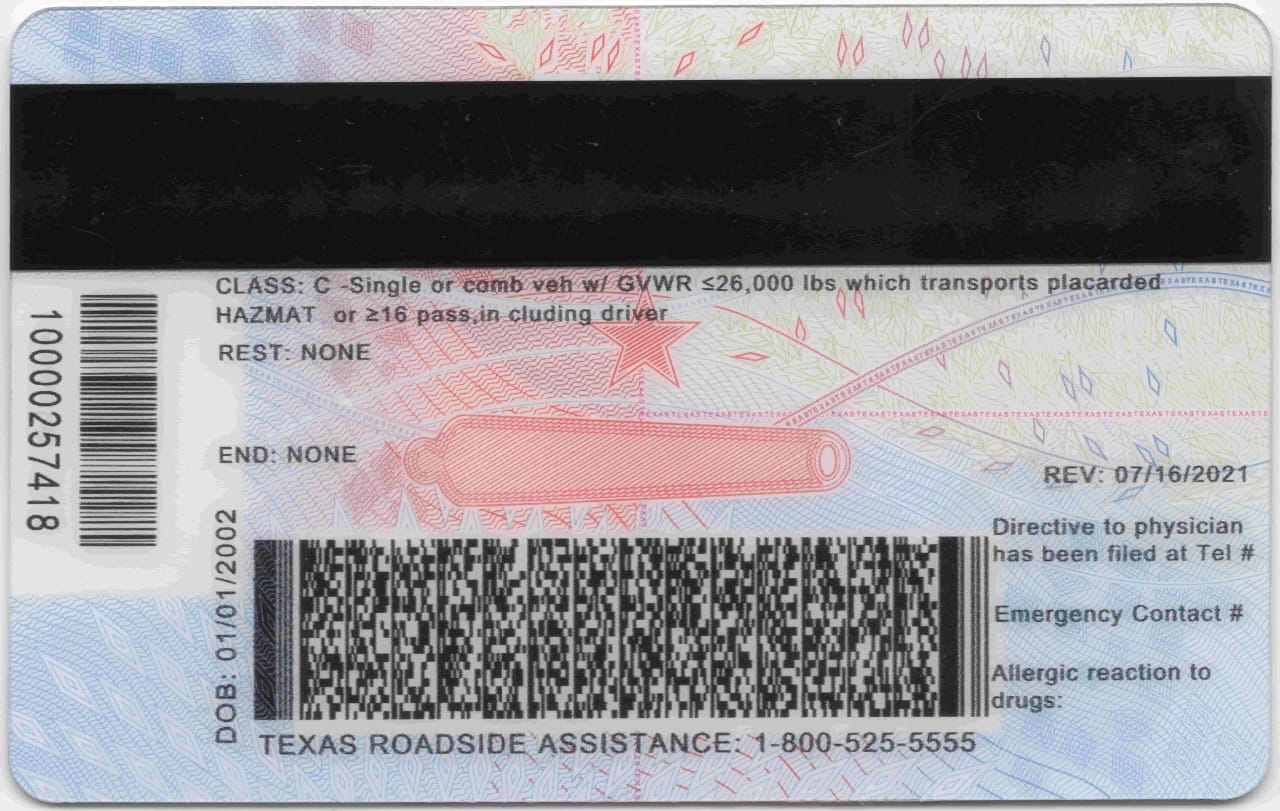 CLASS: C -Single or comb veh w/ GVWR ≤26,000 lbs which transports placarded
HAZMAT or ≥16 pass,in cluding driver
REST: NONE
END: NONE
REV: 07/16/2021
10000257418
DOB: 01/01/2002
Directive to physician
has been filed at Tel #
Emergency Contact #
Allergic reaction to
drugs:
TEXAS ROADSIDE ASSISTANCE: 1-800-525-5555